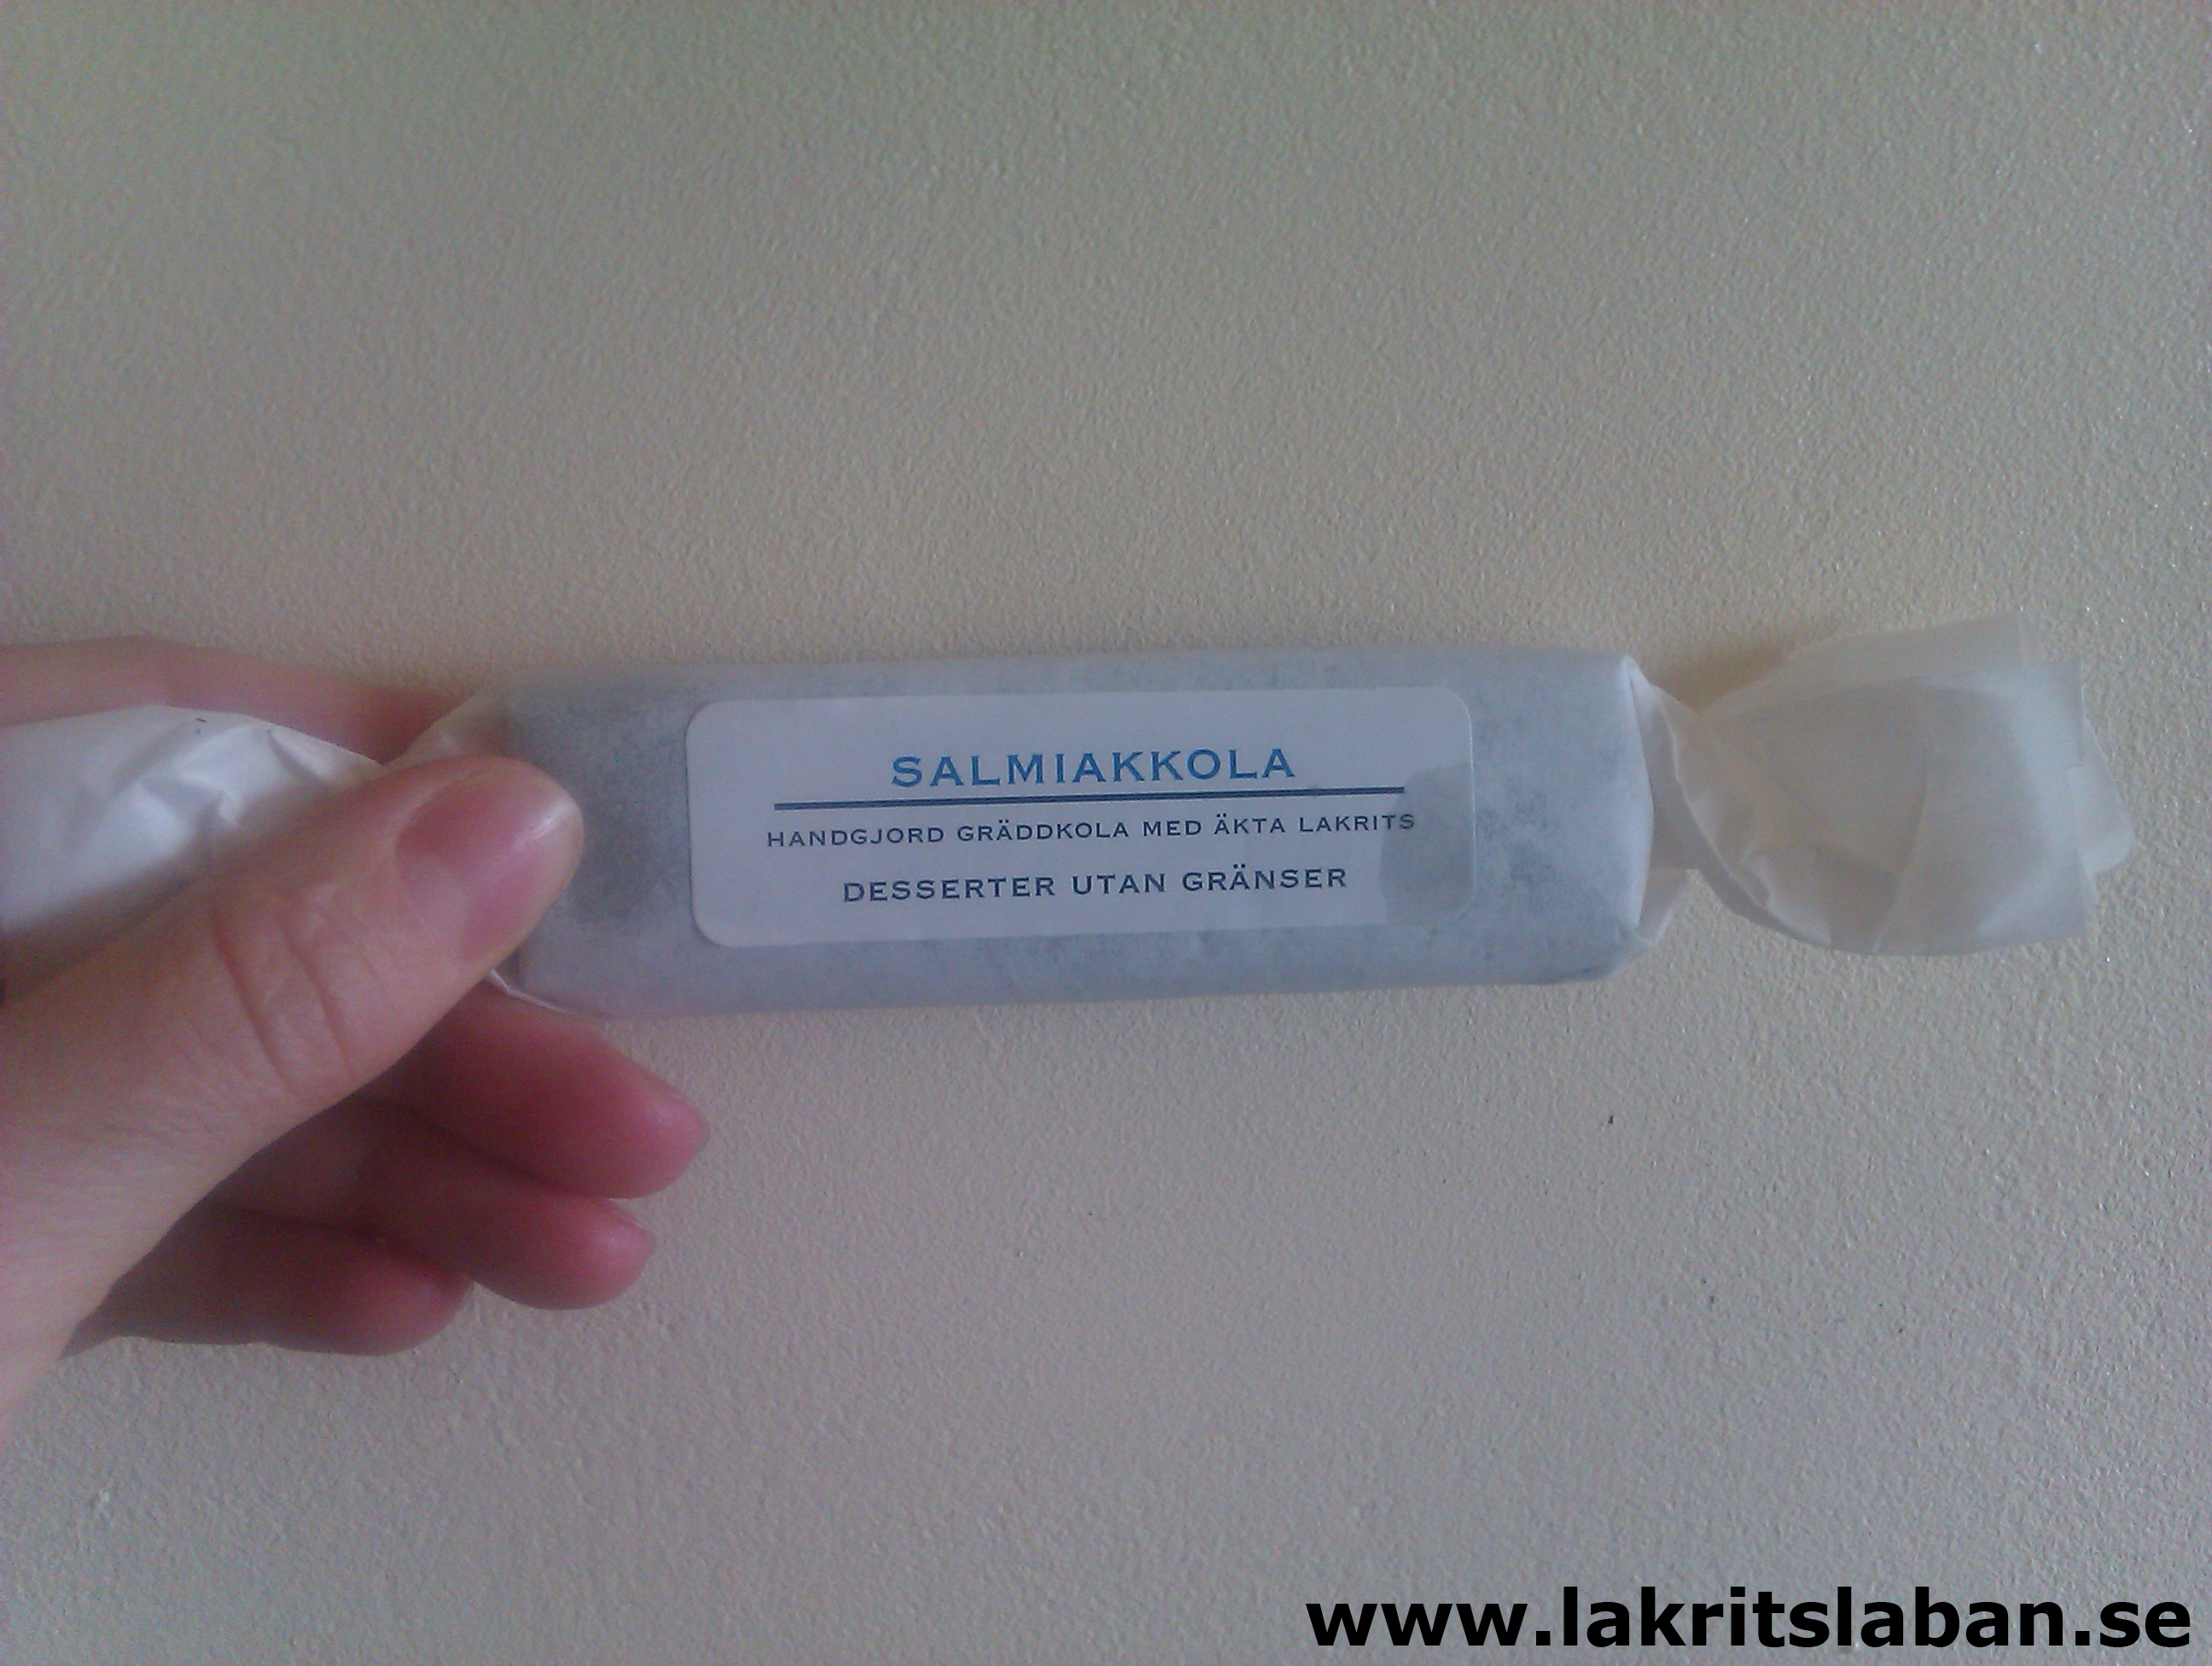 SALMIAKKOLA
HANDGJORD GRÄDDKOLA MED ÄKTA LAKRITS
DESSERTER UTAN GRÄNSER
www.lakritslaban.se